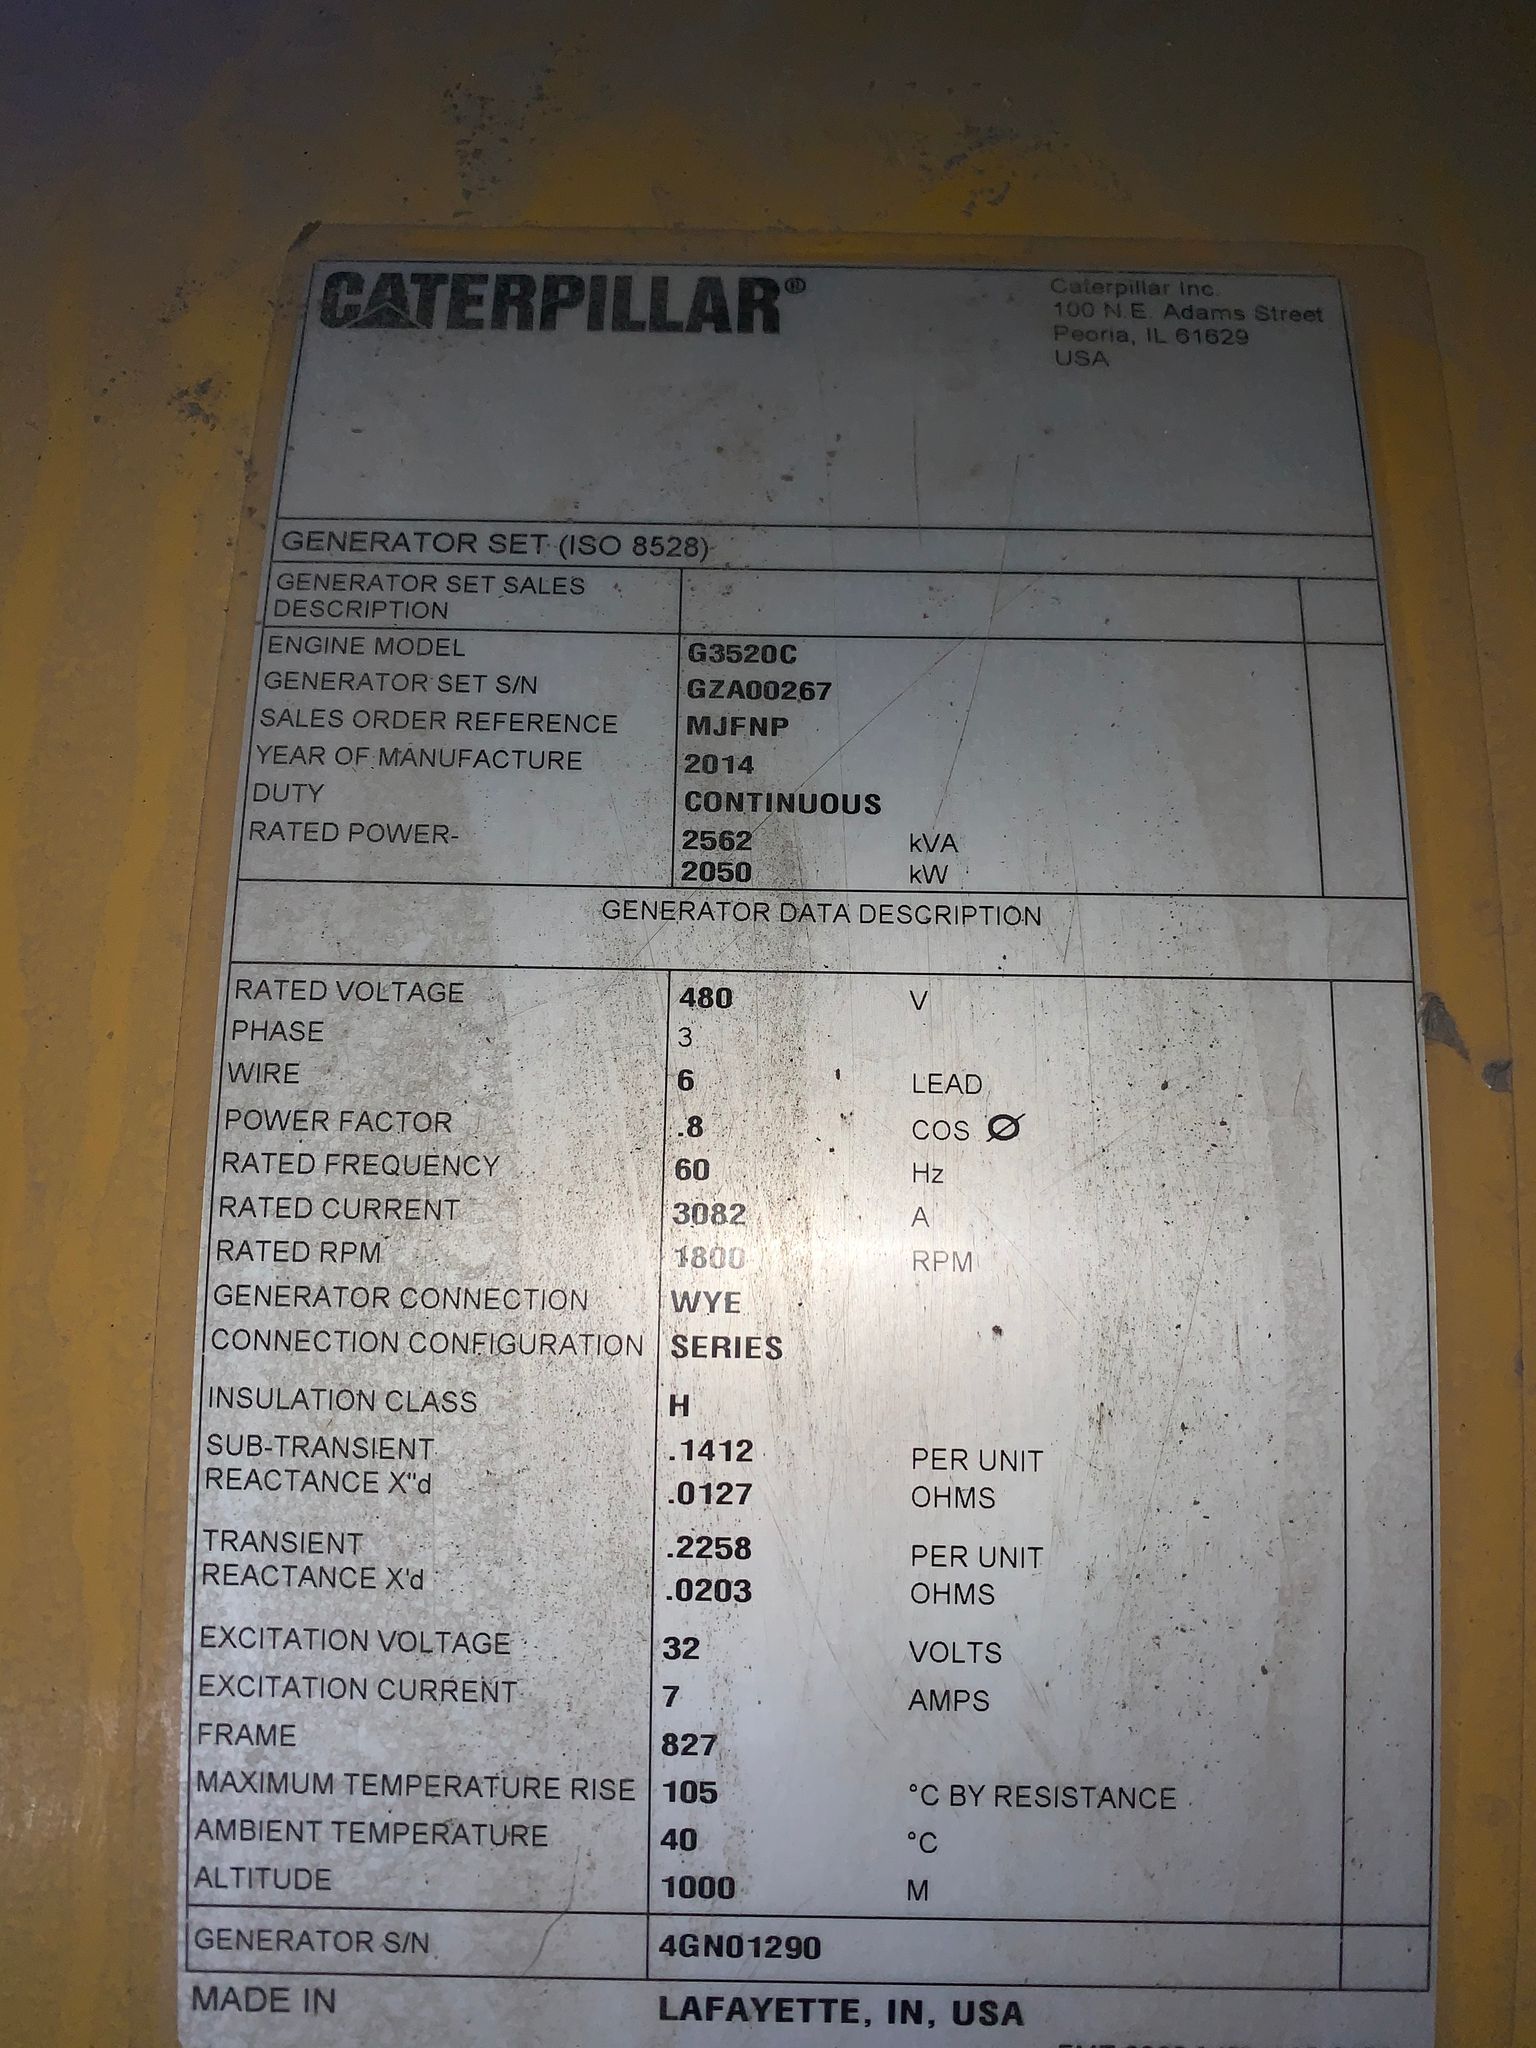 CATERPILLAR®
Caterpillar Inc.
100 N.E. Adams Street
Peoria, IL 61629
USA
GENERATOR SET (ISO 8528)
GENERATOR SET SALES
DESCRIPTION
ENGINE MODEL G3520C
GENERATOR SET S/N GZA00267
SALES ORDER REFERENCE MJFNP
YEAR OF MANUFACTURE 2014
DUTY CONTINUOUS
RATED POWER- 2562 kVA
2050 kW
GENERATOR DATA DESCRIPTION
RATED VOLTAGE 480 V
PHASE 3
WIRE 6 LEAD
POWER FACTOR .8 COS Ø
RATED FREQUENCY 60 Hz
RATED CURRENT 3082 A
RATED RPM 1800 RPM
GENERATOR CONNECTION WYE
CONNECTION CONFIGURATION SERIES
INSULATION CLASS H
SUB-TRANSIENT .1412 PER UNIT
REACTANCE X"d .0127 OHMS
TRANSIENT .2258 PER UNIT
REACTANCE X'd .0203 OHMS
EXCITATION VOLTAGE 32 VOLTS
EXCITATION CURRENT 7 AMPS
FRAME 827
MAXIMUM TEMPERATURE RISE 105 °C BY RESISTANCE
AMBIENT TEMPERATURE 40 °C
ALTITUDE 1000 M
GENERATOR S/N 4GN01290
MADE IN LAFAYETTE, IN, USA